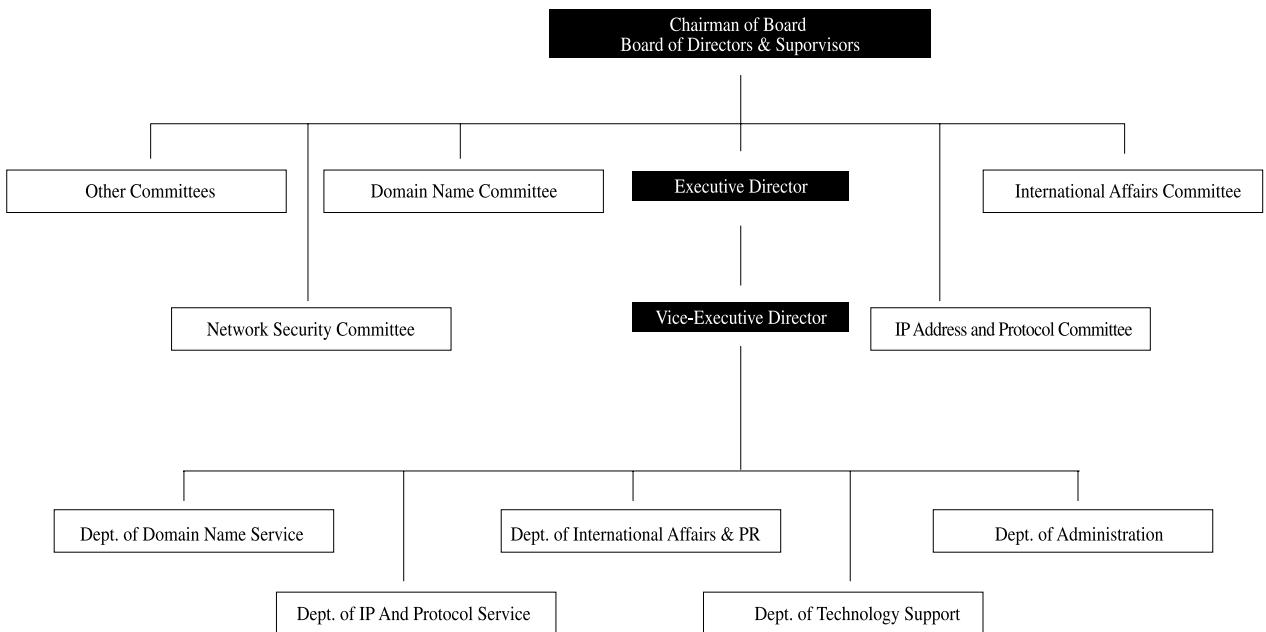 Chairman of Board
Board of Directors & Suporvisors
Other Committees
Domain Name Committee
Executive Director
International Affairs Committee
Network Security Committee
Vice-Executive Director
IP Address and Protocol Committee
Dept. of Domain Name Service
Dept. of International Affairs & PR
Dept. of Administration
Dept. of IP And Protocol Service
Dept. of Technology Support